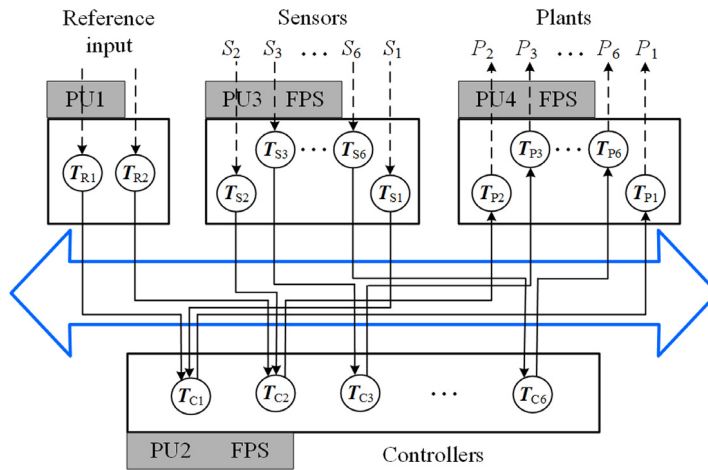 Reference input
Sensors
Plants
S2 S3 … S6 S1
P2 P3 … P6 P1
PU1
PU3 FPS
PU4 FPS
TR1 TR2
TS2 TS3 … TS6 TS1
TP2 TP3 … TP6 TP1
TC1 TC2 TC3 … TC6
PU2 FPS
Controllers